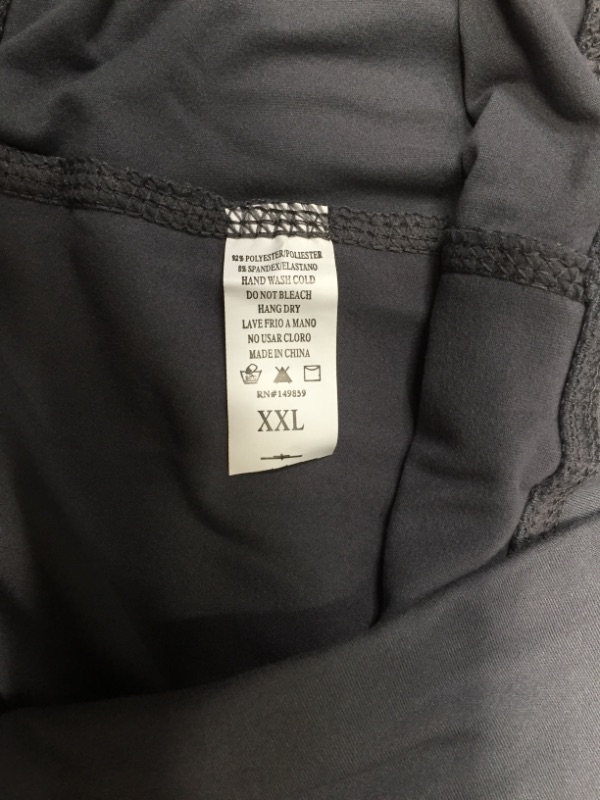 92% POLYESTER/POLIESTER
8% SPANDEX/ELASTANO
HAND WASH COLD
DO NOT BLEACH
HANG DRY
LAVE FRIO A MANO
NO USAR CLORO
MADE IN CHINA
RN#149839
XXL